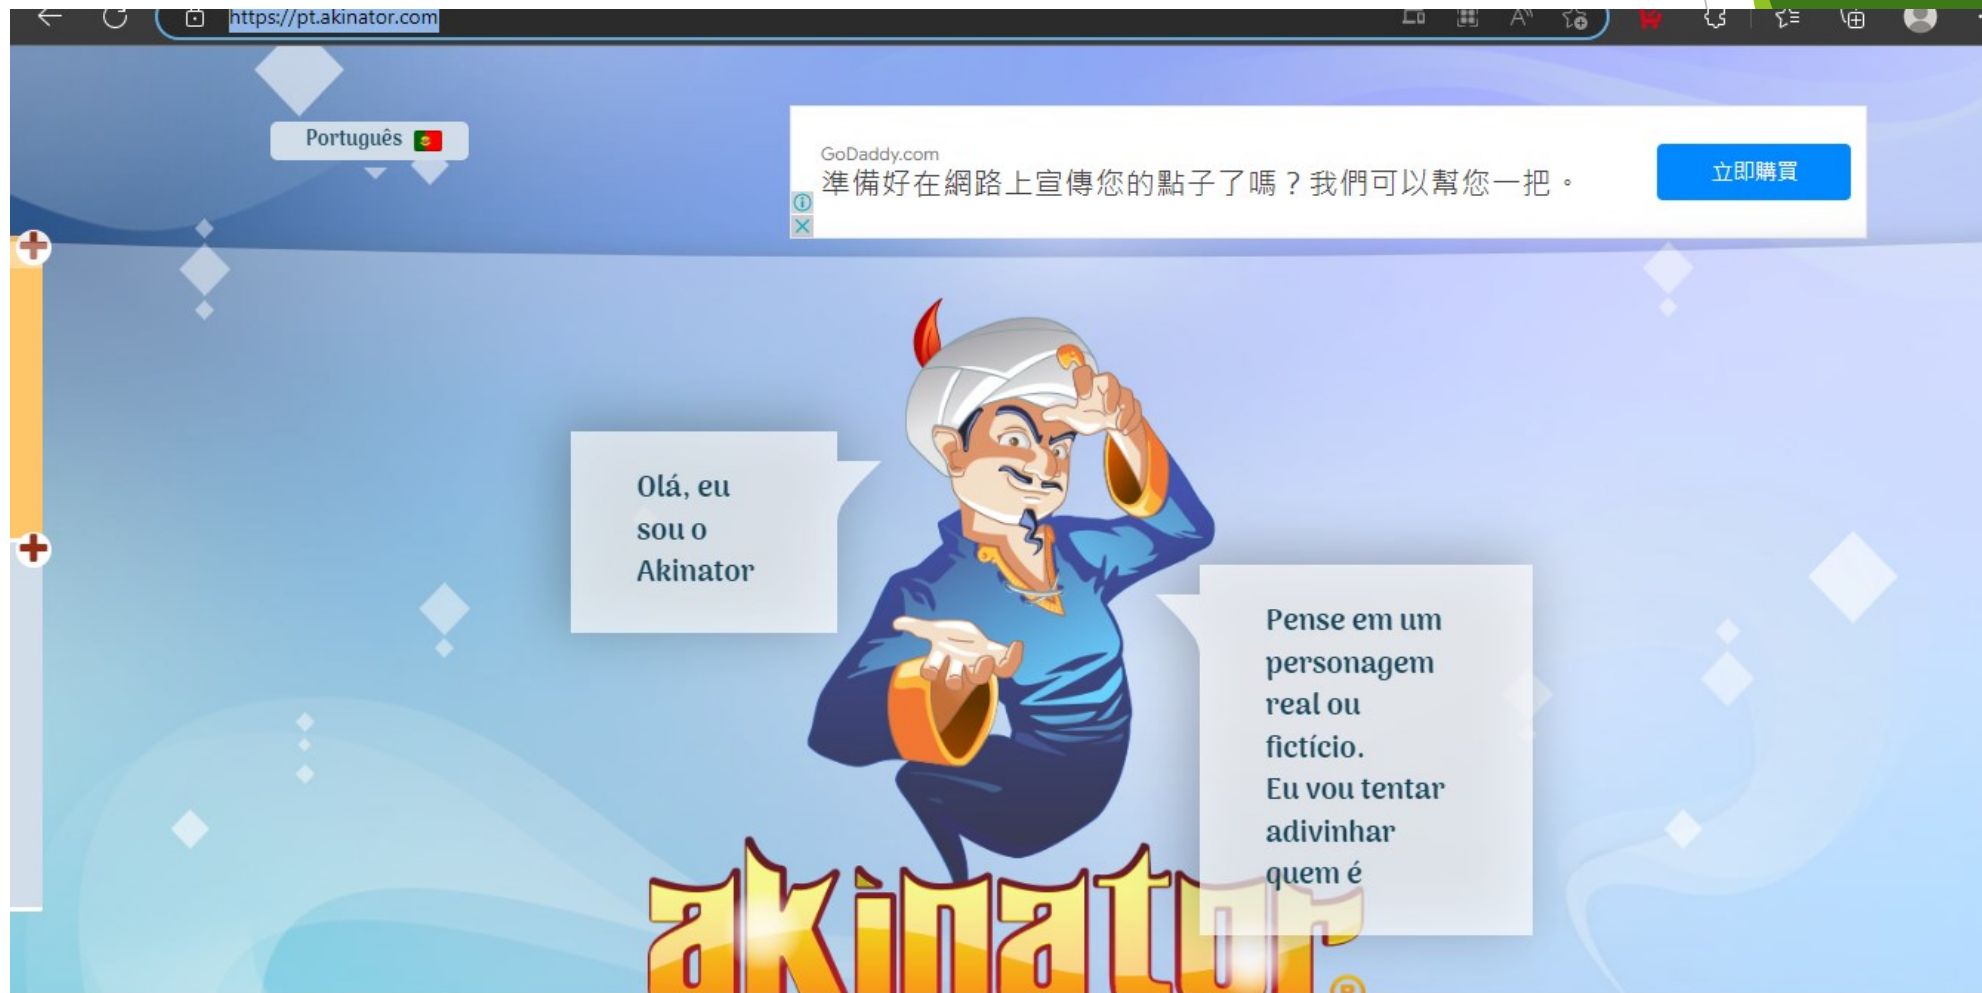 https://pt.akinator.com
Português
GoDaddy.com
準備好在網路上宣傳您的點子了嗎？我們可以幫您一把。
立即購買
Olá, eu
sou o
Akinator
Pense em um
personagem
real ou
fictício.
Eu vou tentar
adivinhar
quem é
akinator®